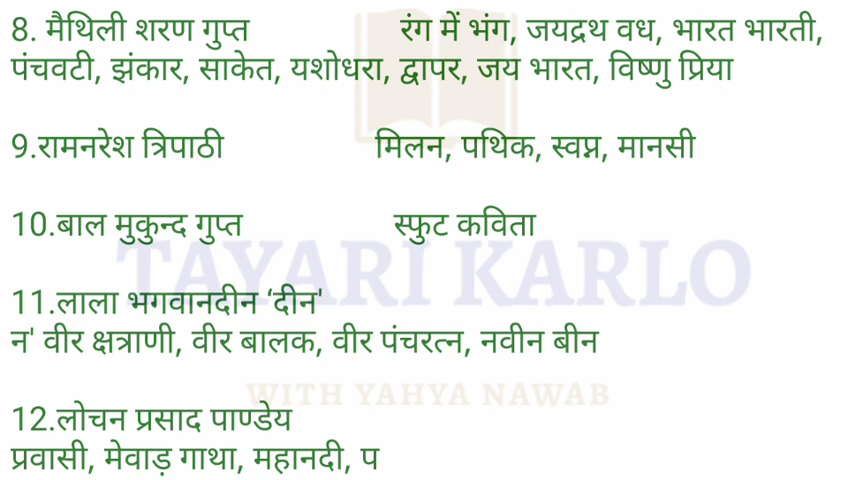 8. मैथिली शरण गुप्त रंग में भंग, जयद्रथ वध, भारत भारती,
पंचवटी, झंकार, साकेत, यशोधरा, द्वापर, जय भारत, विष्णु प्रिया
9.रामनरेश त्रिपाठी मिलन, पथिक, स्वप्न, मानसी
10.बाल मुकुन्द गुप्त स्फुट कविता
TAYARI KARLO
11.लाला भगवानदीन ‘दीन'
न' वीर क्षत्राणी, वीर बालक, वीर पंचरत्न, नवीन बीन
WITH YAHYA NAWAB
12.लोचन प्रसाद पाण्डेय
प्रवासी, मेवाड़ गाथा, महानदी, प